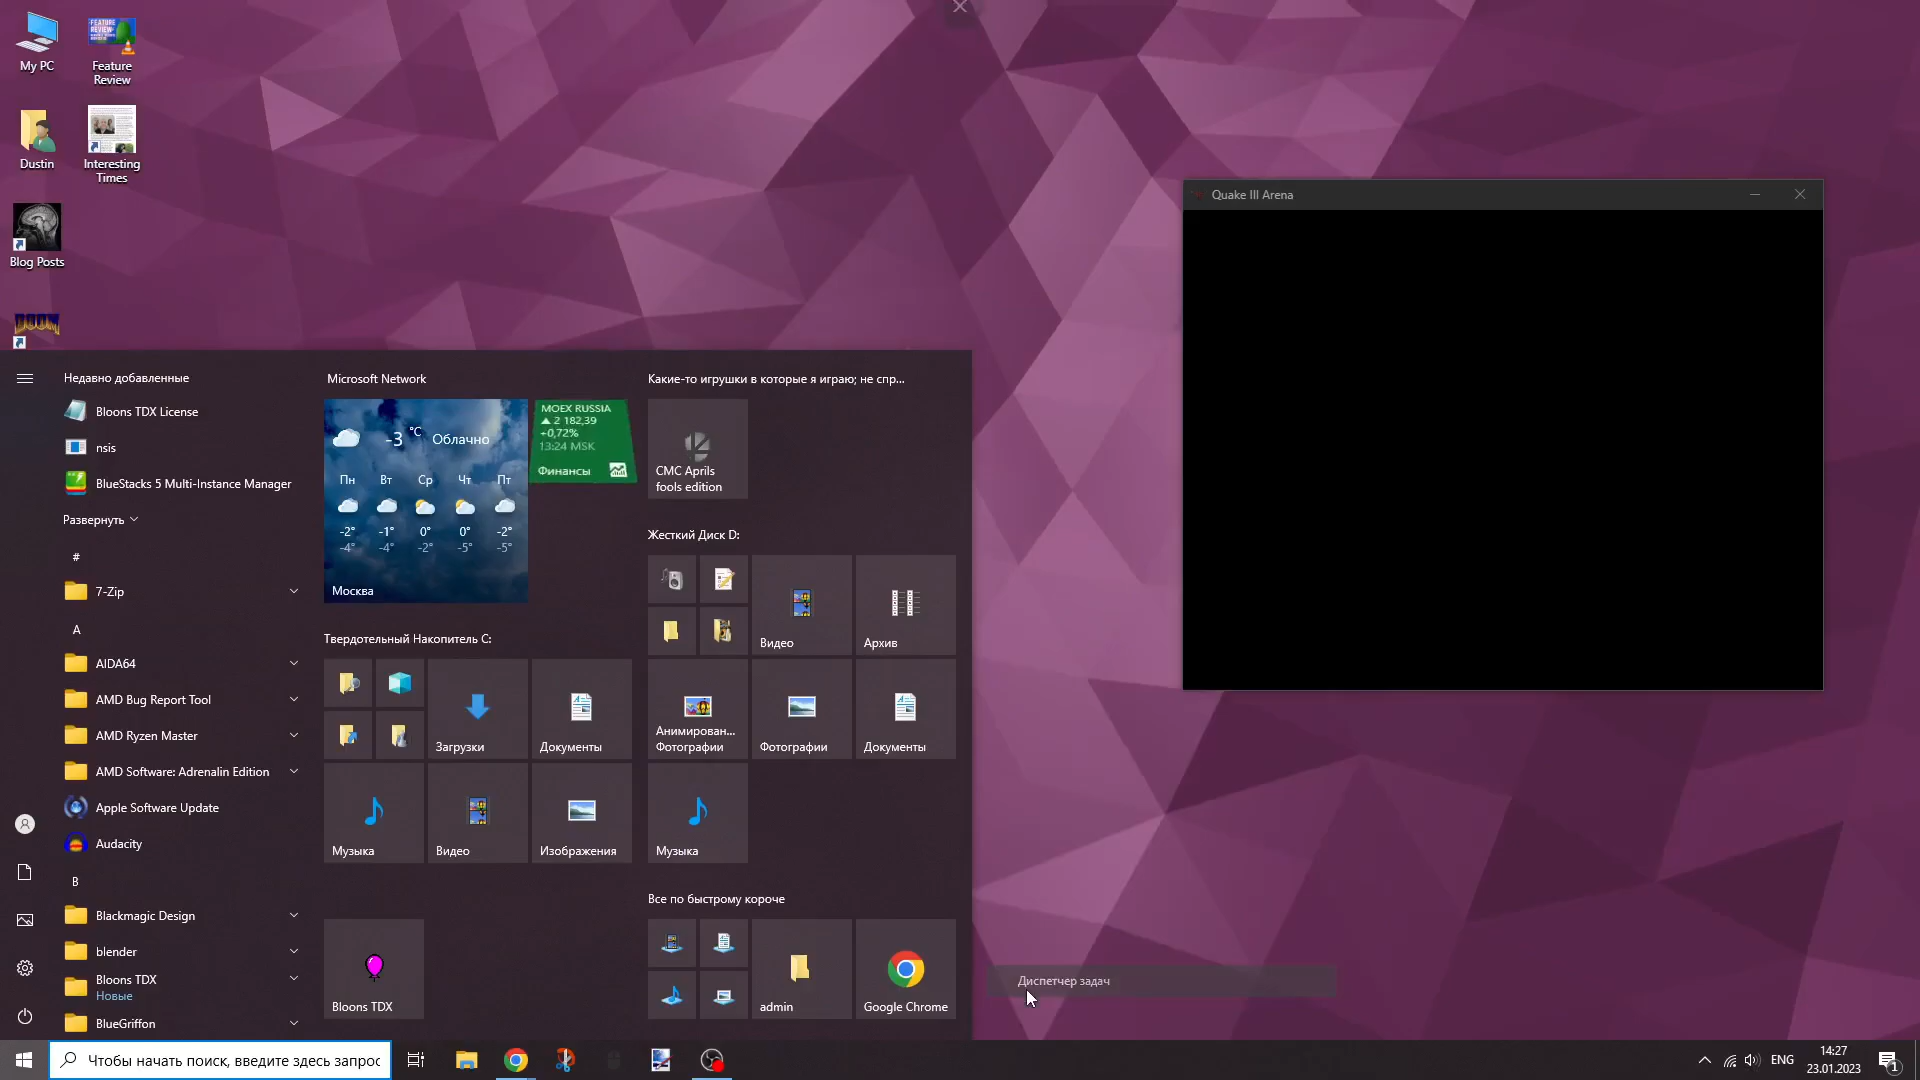 My PC
Feature
Review
Dustin
Interesting
Times
Blog Posts
DOOM
Quake III Arena
Недавно добавленные
Bloons TDX License
nsis
BlueStacks 5 Multi-Instance Manager
Развернуть
#
7-Zip
A
AIDA64
AMD Bug Report Tool
AMD Ryzen Master
AMD Software: Adrenalin Edition
Apple Software Update
Audacity
B
Blackmagic Design
blender
Bloons TDX
Новые
BlueGriffon
Microsoft Network
-3 °C Облачно
Пн Вт Ср Чт Пт
-2° -1° 0° 0° -2°
-4° -4° -2° -5° -5°
Москва
MOEX RUSSIA
▲ 2 182,39
+0,72%
13:24 MSK
Финансы
Твердотельный Накопитель C:
Загрузки
Документы
Музыка
Видео
Изображения
Bloons TDX
Какие-то игрушки в которые я играю; не спр...
CMC Aprils
fools edition
Жесткий Диск D:
Видео
Архив
Анимирован...
Фотографии
Фотографии
Документы
Музыка
Все по быстрому короче
admin
Google Chrome
Диспетчер задач
Чтобы начать поиск, введите здесь запрос
ENG
14:27
23.01.2023
1